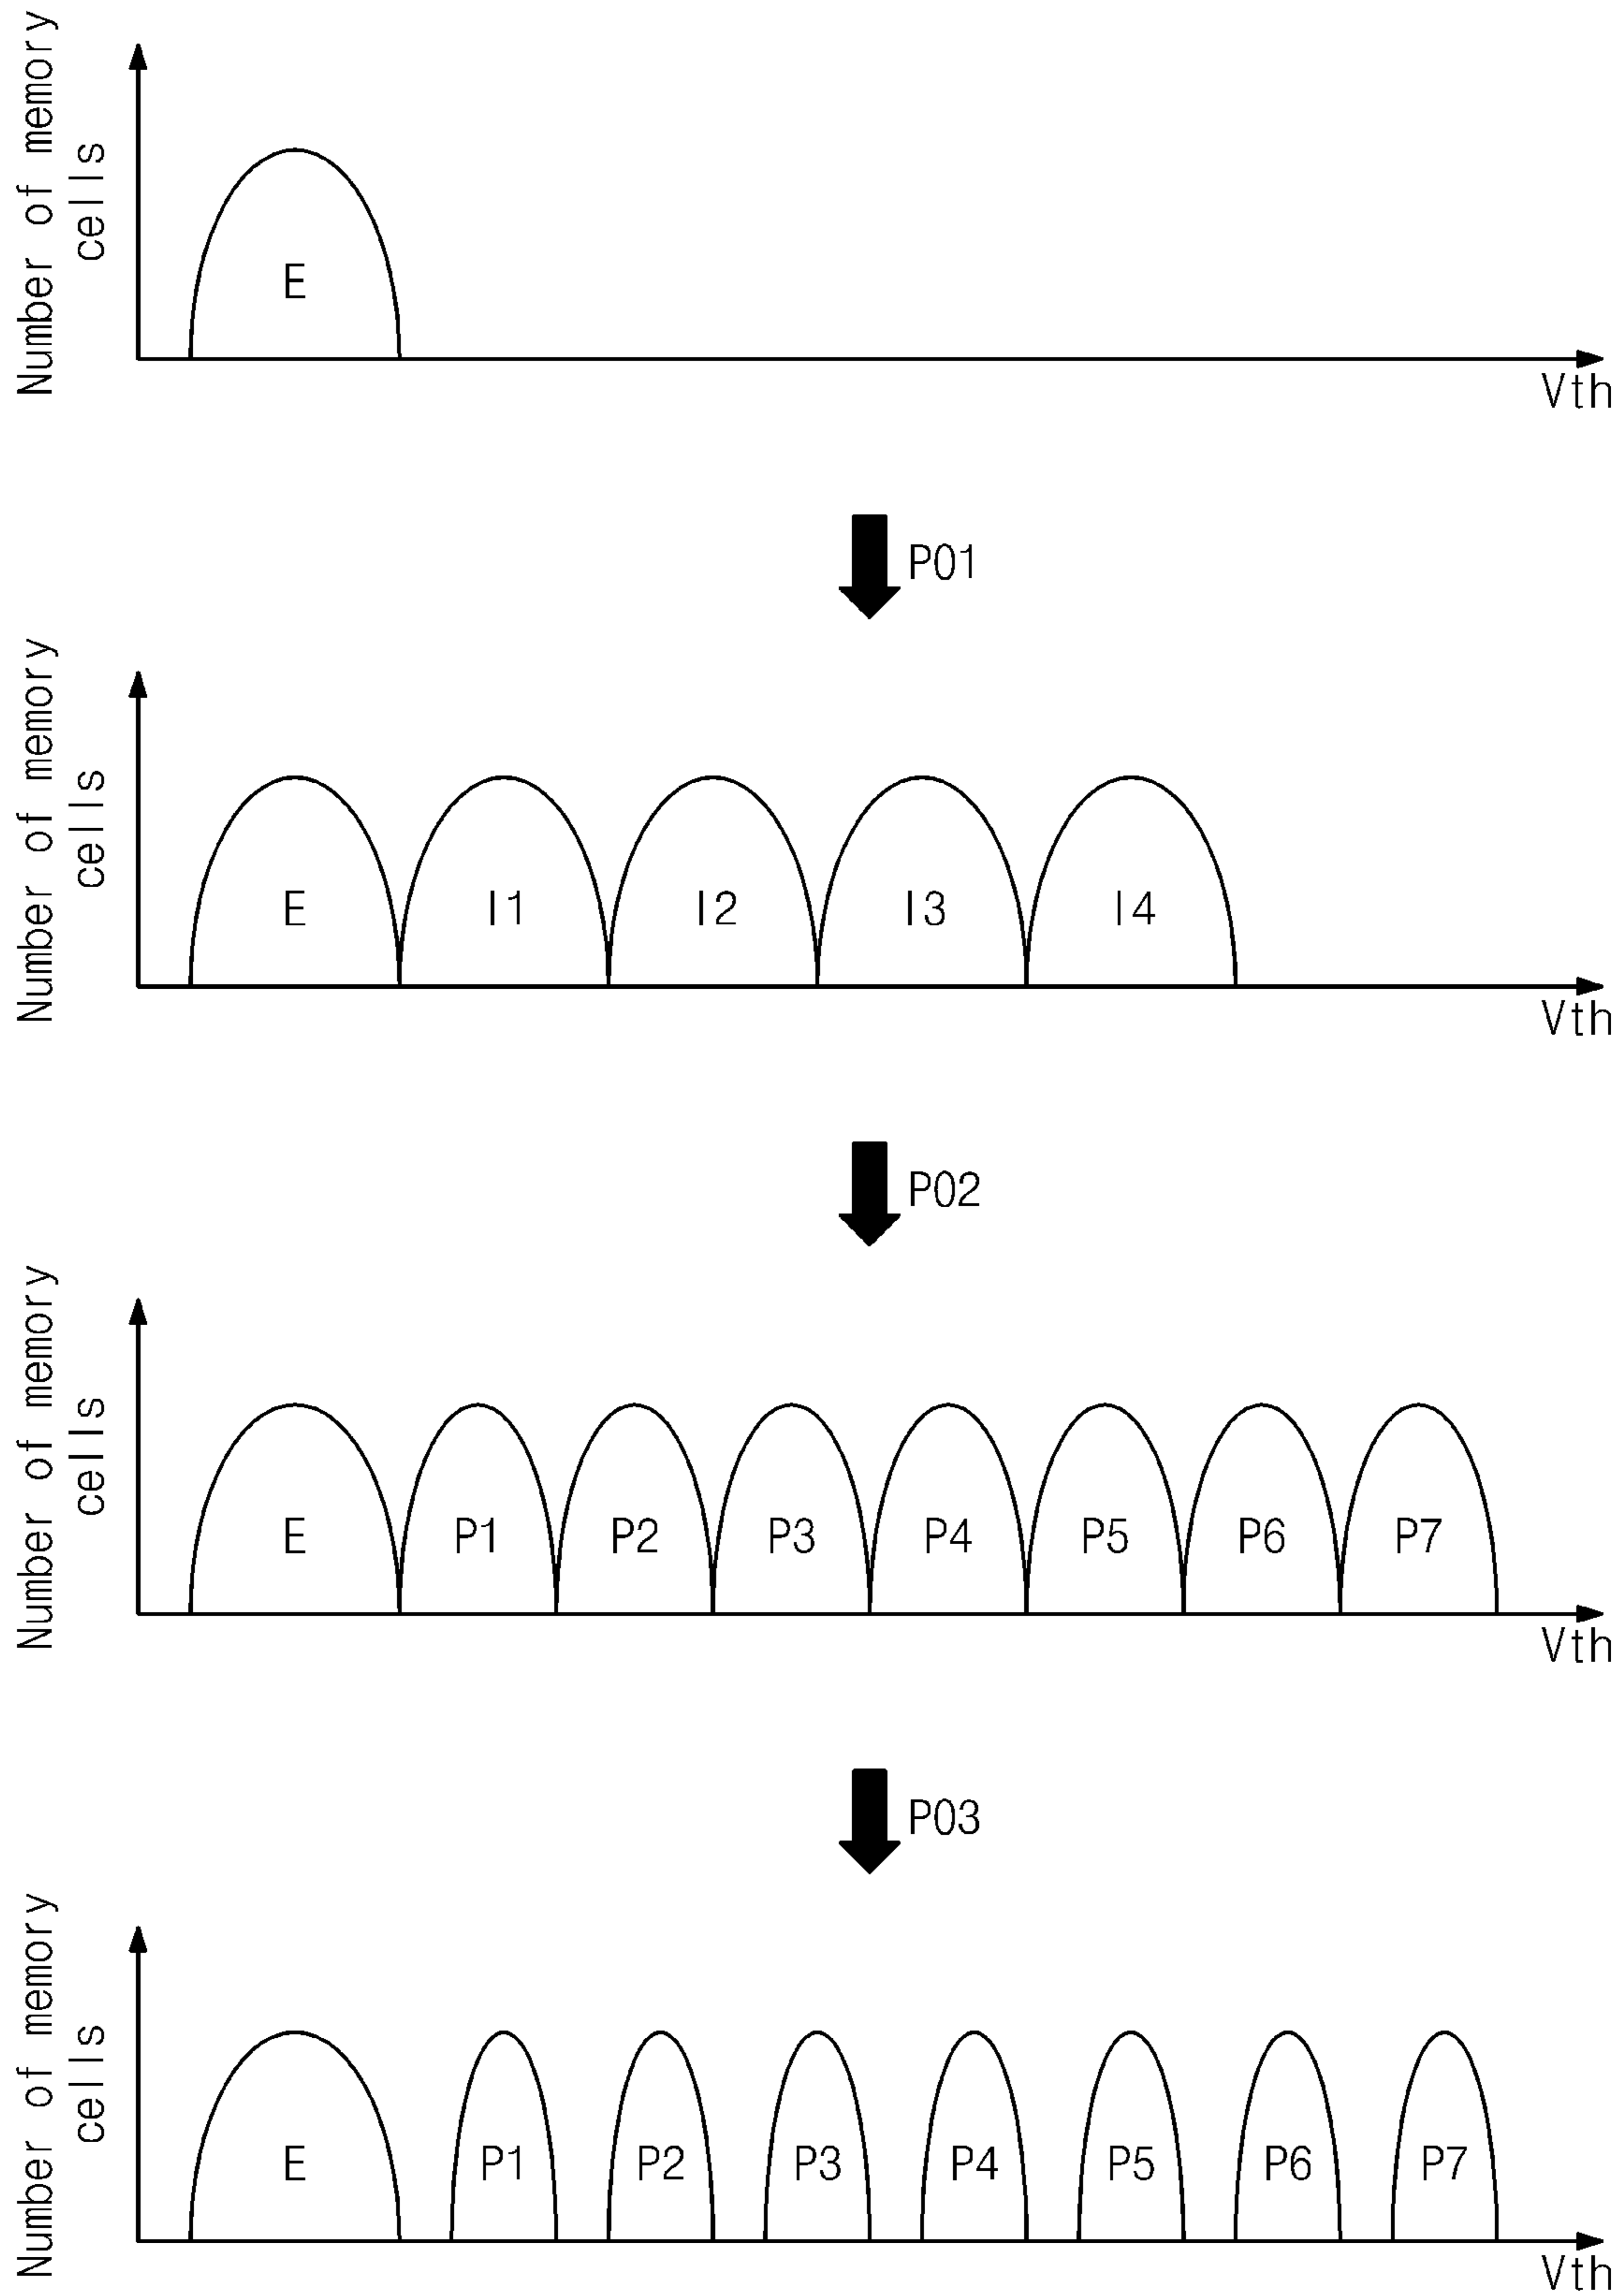 Number of memory
cells
E
Vth
P01
Number of memory
cells
E I1 I2 I3 I4
Vth
P02
Number of memory
cells
E P1 P2 P3 P4 P5 P6 P7
Vth
P03
Number of memory
cells
E P1 P2 P3 P4 P5 P6 P7
Vth